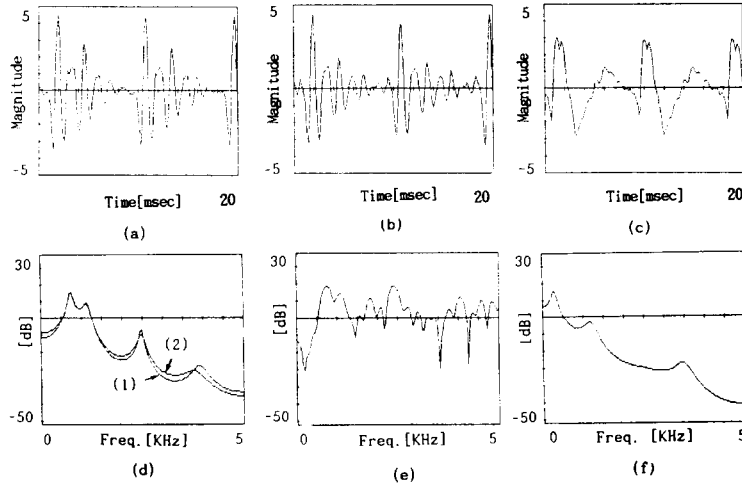 5
Magnitude
-5
Time[msec]
20
(a)
5
Magnitude
-5
Time[msec]
20
(b)
5
Magnitude
-5
Time[msec]
20
(c)
30
[dB]
-50
(1)
(2)
0
Freq.[KHz]
5
(d)
30
[dB]
-50
0
Freq.[KHz]
5
(e)
30
[dB]
-50
0
Freq.[KHz]
5
(f)